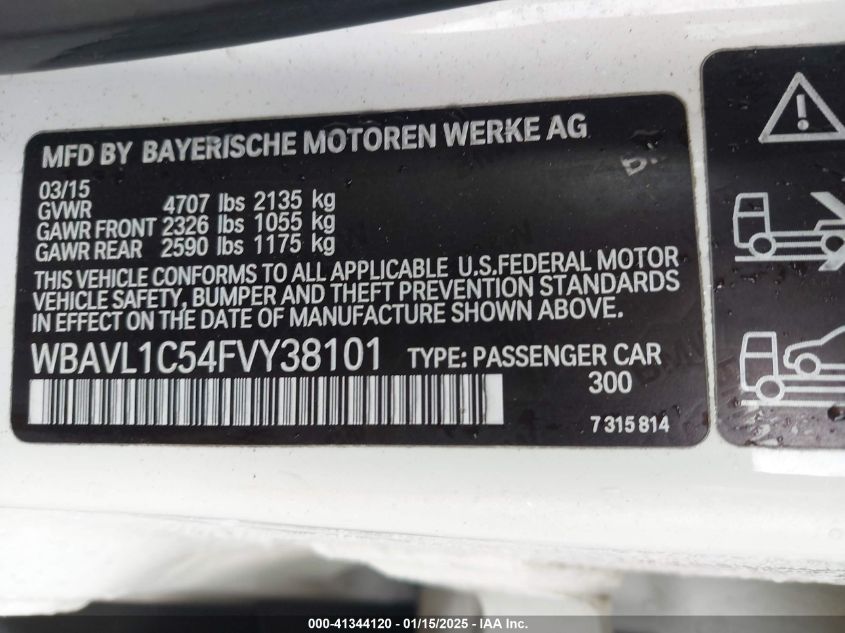 MFD BY BAYERISCHE MOTOREN WERKE AG
03/15
GVWR 4707 lbs 2135 kg
GAWR FRONT 2326 lbs 1055 kg
GAWR REAR 2590 lbs 1175 kg
THIS VEHICLE CONFORMS TO ALL APPLICABLE U.S.FEDERAL MOTOR
VEHICLE SAFETY, BUMPER AND THEFT PREVENTION STANDARDS
IN EFFECT ON THE DATE OF MANUFACTURE SHOWN ABOVE.
WBAVL1C54FVY38101 TYPE: PASSENGER CAR
300
7 315 814
000-41344120 - 01/15/2025 - IAA Inc.